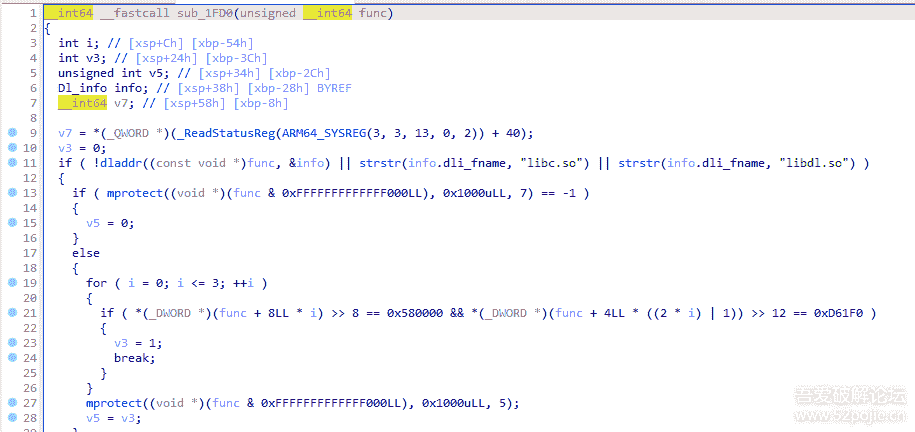 1 __int64 __fastcall sub_1FD0(unsigned __int64 func)
2 {
3 int i; // [xsp+Ch] [xbp-54h]
4 int v3; // [xsp+24h] [xbp-3Ch]
5 unsigned int v5; // [xsp+34h] [xbp-2Ch]
6 Dl_info info; // [xsp+38h] [xbp-28h] BYREF
7 __int64 v7; // [xsp+58h] [xbp-8h]
8
9 v7 = *(_QWORD *)(_ReadStatusReg(ARM64_SYSREG(3, 3, 13, 0, 2)) + 40);
10 v3 = 0;
11 if ( !dladdr((const void *)func, &info) || strstr(info.dli_fname, "libc.so") || strstr(info.dli_fname, "libdl.so") )
12 {
13 if ( mprotect((void *)(func & 0xFFFFFFFFFFFFF000LL), 0x1000uLL, 7) == -1 )
14 {
15 v5 = 0;
16 }
17 else
18 {
19 for ( i = 0; i <= 3; ++i )
20 {
21 if ( *(_DWORD *)(func + 8LL * i) >> 8 == 0x580000 && *(_DWORD *)(func + 4LL * ((2 * i) | 1)) >> 12 == 0xD61F0 )
22 {
23 v3 = 1;
24 break;
25 }
26 }
27 mprotect((void *)(func & 0xFFFFFFFFFFFFF000LL), 0x1000uLL, 5);
28 v5 = v3;
29 }
吾爱破解论坛
www.52pojie.cn